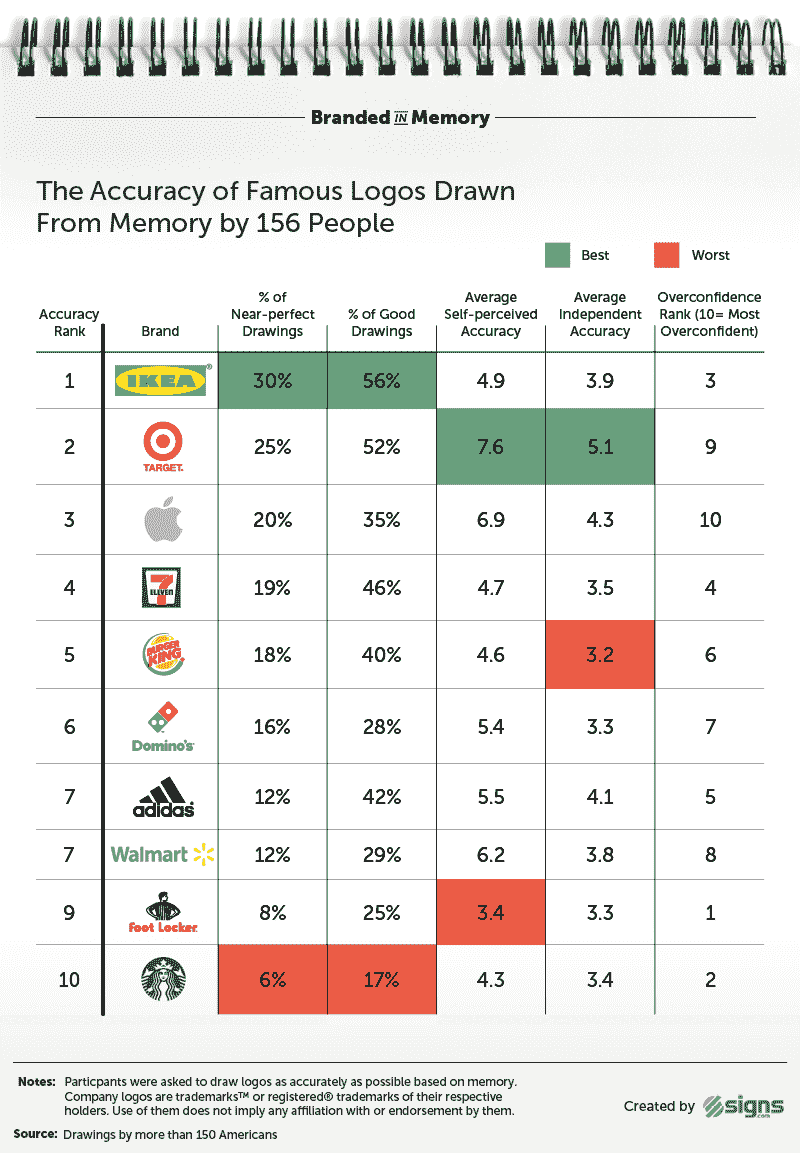 Branded IN Memory
The Accuracy of Famous Logos Drawn
From Memory by 156 People
Best
Worst
Accuracy Rank
Brand
% of Near-perfect Drawings
% of Good Drawings
Average Self-perceived Accuracy
Average Independent Accuracy
Overconfidence Rank (10= Most Overconfident)
1 IKEA® 30% 56% 4.9 3.9 3
2 TARGET. 25% 52% 7.6 5.1 9
3 20% 35% 6.9 4.3 10
4 7 ELEVEN 19% 46% 4.7 3.5 4
5 BURGER KING 18% 40% 4.6 3.2 6
6 Domino's 16% 28% 5.4 3.3 7
7 adidas 12% 42% 5.5 4.1 5
7 Walmart 12% 29% 6.2 3.8 8
9 Foot Locker. 8% 25% 3.4 3.3 1
10 6% 17% 4.3 3.4 2
Notes: Particpants were asked to draw logos as accurately as possible based on memory.
Company logos are trademarks™ or registered® trademarks of their respective
holders. Use of them does not imply any affiliation with or endorsement by them.
Created by signs.com
Source: Drawings by more than 150 Americans